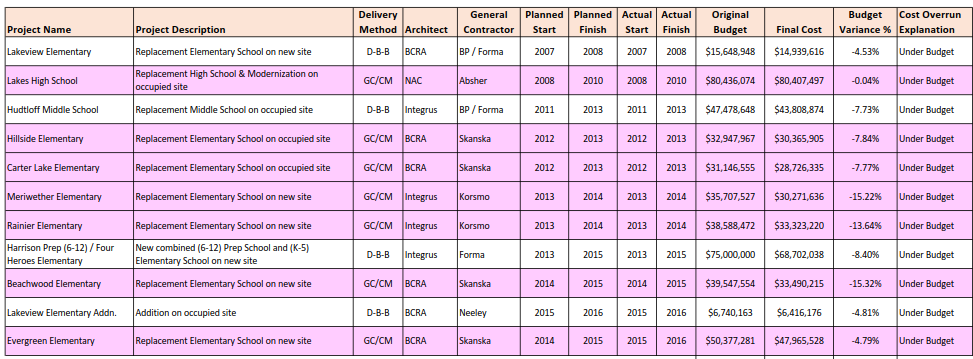 Project Name Project Description Delivery Method Architect General Contractor Planned Start Planned Finish Actual Start Actual Finish Original Budget Final Cost Budget Variance % Cost Overrun Explanation
Lakeview Elementary Replacement Elementary School on new site D-B-B BCRA BP / Forma 2007 2008 2007 2008 $15,648,948 $14,939,616 -4.53% Under Budget
Lakes High School Replacement High School & Modernization on occupied site GC/CM NAC Absher 2008 2010 2008 2010 $80,436,074 $80,407,497 -0.04% Under Budget
Hudtloff Middle School Replacement Middle School on occupied site D-B-B Integrus BP / Forma 2011 2013 2011 2013 $47,478,648 $43,808,874 -7.73% Under Budget
Hillside Elementary Replacement Elementary School on occupied site GC/CM BCRA Skanska 2012 2013 2012 2013 $32,947,967 $30,365,905 -7.84% Under Budget
Carter Lake Elementary Replacement Elementary School on occupied site GC/CM BCRA Skanska 2012 2013 2012 2013 $31,146,555 $28,726,335 -7.77% Under Budget
Meriwether Elementary Replacement Elementary School on new site GC/CM Integrus Korsmo 2013 2014 2013 2014 $35,707,527 $30,271,636 -15.22% Under Budget
Rainier Elementary Replacement Elementary School on new site GC/CM Integrus Korsmo 2013 2014 2013 2014 $38,588,472 $33,323,220 -13.64% Under Budget
Harrison Prep (6-12) / Four Heroes Elementary New combined (6-12) Prep School and (K-5) Elementary School on new site D-B-B Integrus Forma 2013 2015 2013 2015 $75,000,000 $68,702,038 -8.40% Under Budget
Beachwood Elementary Replacement Elementary School on new site GC/CM BCRA Skanska 2014 2015 2014 2015 $39,547,554 $33,490,215 -15.32% Under Budget
Lakeview Elementary Addn. Addition on occupied site D-B-B BCRA Neeley 2015 2016 2015 2016 $6,740,163 $6,416,176 -4.81% Under Budget
Evergreen Elementary Replacement Elementary School on new site GC/CM BCRA Skanska 2014 2015 2015 2016 $50,377,281 $47,965,528 -4.79% Under Budget